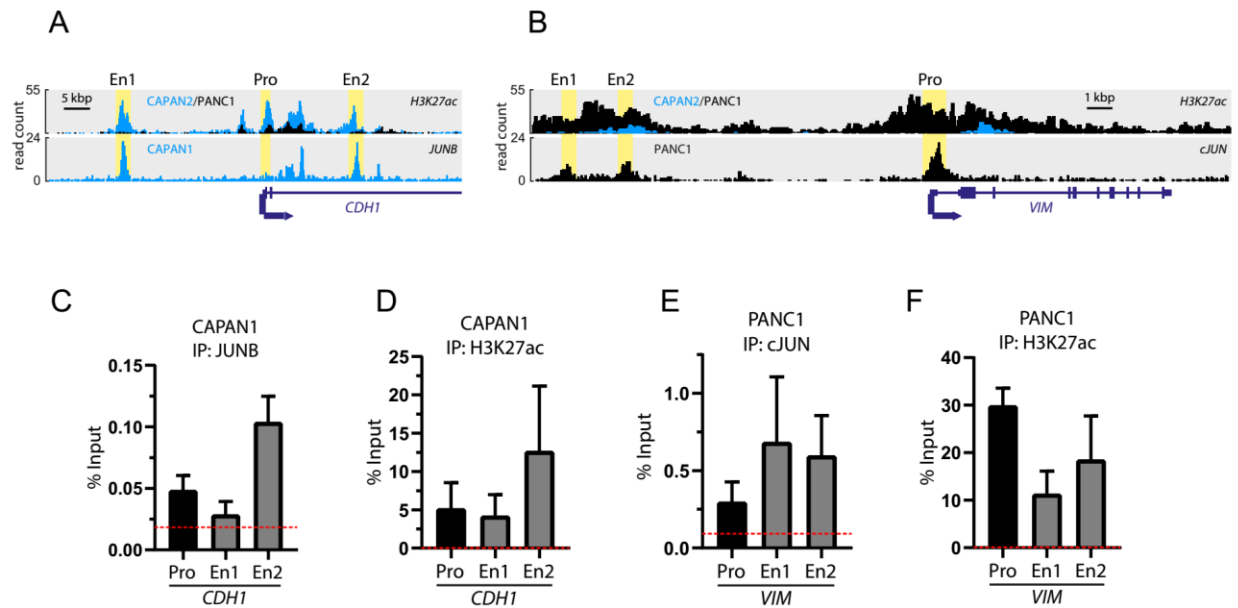 A
En1 Pro En2
55
5 kbp
CAPAN2/PANC1
H3K27ac
read count
24
CAPAN1
JUNB
0
CDH1
B
En1 En2 Pro
55
CAPAN2/PANC1
1 kbp
H3K27ac
read count
24
PANC1
cJUN
0
VIM
C
CAPAN1
IP: JUNB
% Input
0.15
0.10
0.05
0.00
Pro En1 En2
CDH1
D
CAPAN1
IP: H3K27ac
% Input
25
20
15
10
5
0
Pro En1 En2
CDH1
E
PANC1
IP: cJUN
% Input
1.0
0.5
0.0
Pro En1 En2
VIM
F
PANC1
IP: H3K27ac
% Input
40
30
20
10
0
Pro En1 En2
VIM